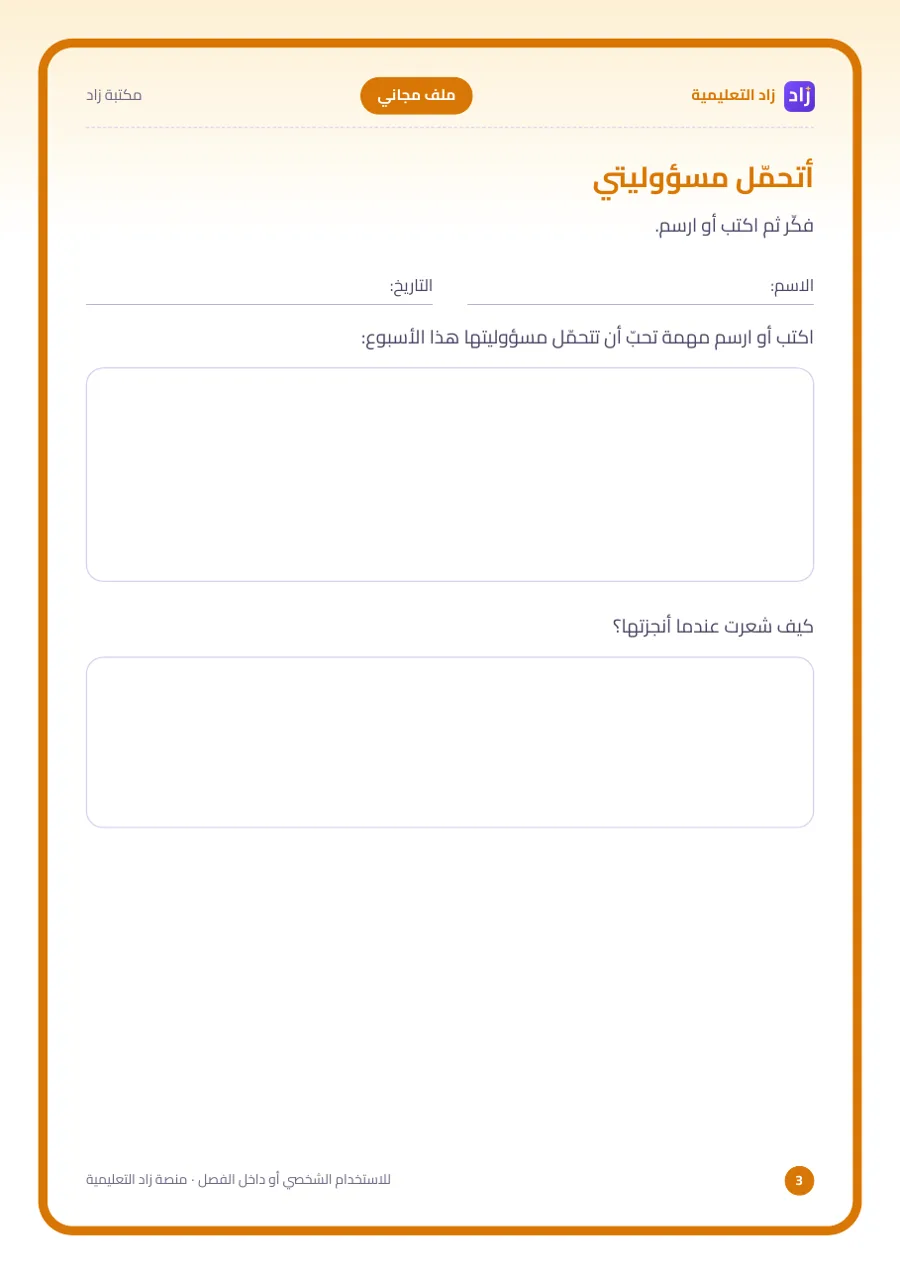 زاد
زاد التعليمية
ملف مجاني
مكتبة زاد
أتحمّل مسؤوليتي
فكّر ثم اكتب أو ارسم.
الاسم:
التاريخ:
اكتب أو ارسم مهمة تحبّ أن تتحمّل مسؤوليتها هذا الأسبوع:
كيف شعرت عندما أنجزتها؟
3
للاستخدام الشخصي أو داخل الفصل · منصة زاد التعليمية